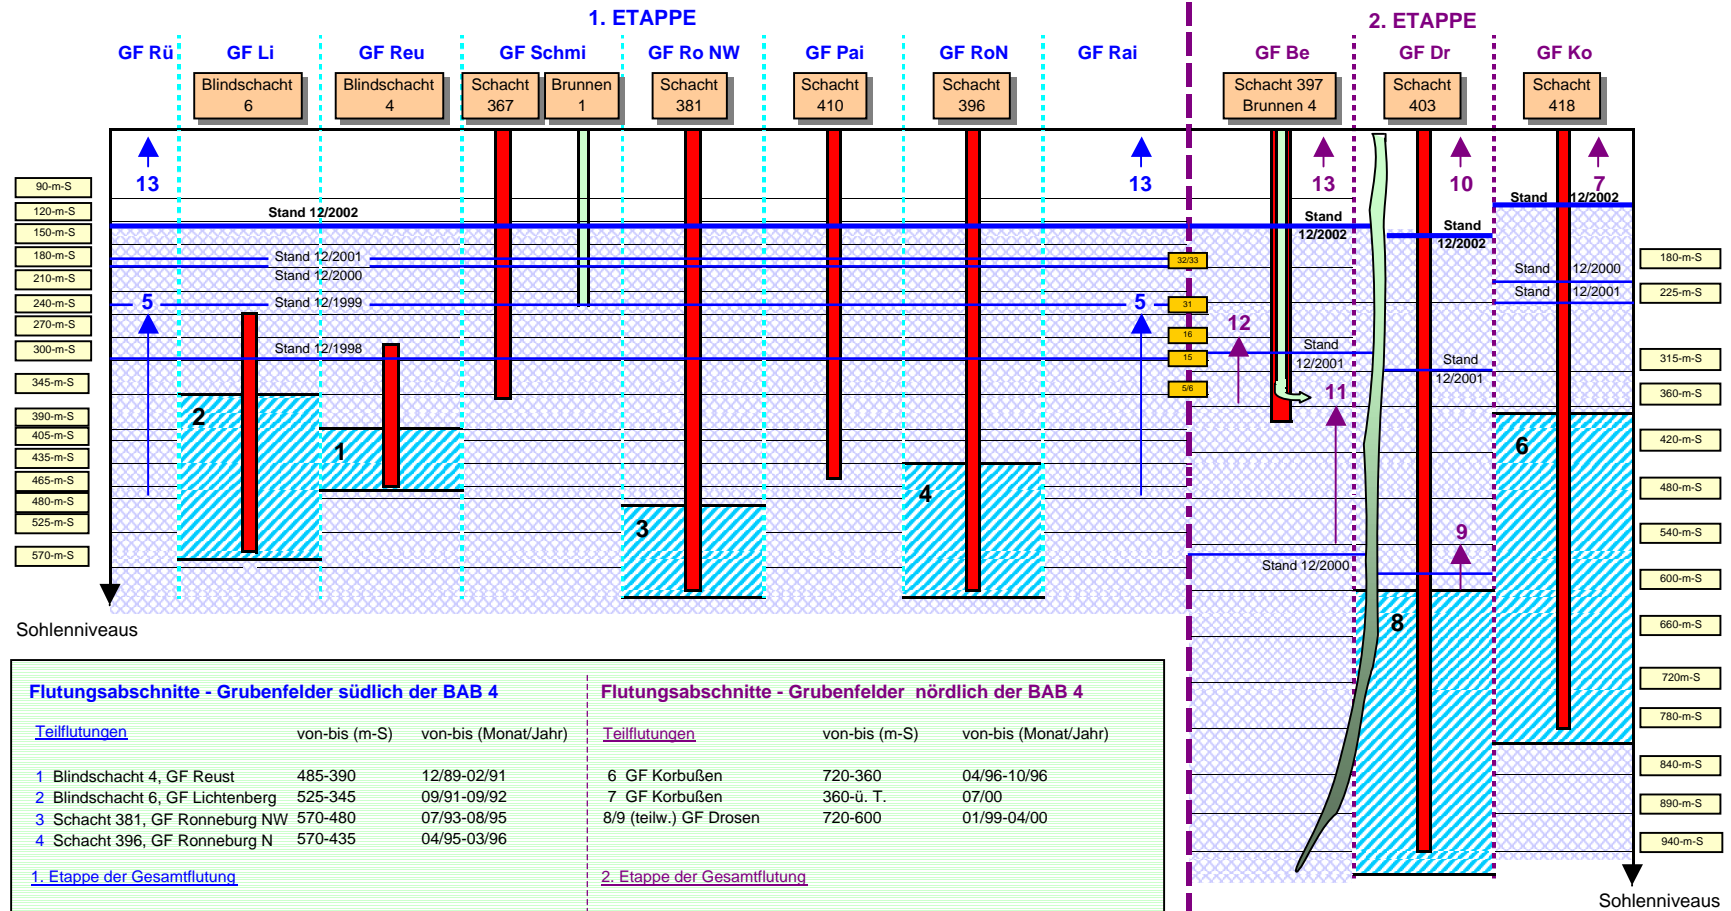 1. ETAPPE
2. ETAPPE
GF Rü
GF Li
GF Reu
GF Schmi
GF Ro NW
GF Pai
GF RoN
GF Rai
GF Be
GF Dr
GF Ko
Blindschacht
6
Blindschacht
4
Schacht
367
Brunnen
1
Schacht
381
Schacht
410
Schacht
396
Schacht 397
Brunnen 4
Schacht
403
Schacht
418
13
13
13
10
7
90-m-S
120-m-S
150-m-S
180-m-S
210-m-S
240-m-S
270-m-S
300-m-S
345-m-S
390-m-S
405-m-S
435-m-S
465-m-S
480-m-S
525-m-S
570-m-S
Sohlenniveaus
Stand 12/2002
Stand 12/2001
Stand 12/2000
Stand 12/1999
Stand 12/1998
5
5
2
1
3
4
32/33
31
16
15
5/6
12
11
Stand
12/2002
Stand
12/2001
Stand 12/2000
Stand
12/2002
Stand
12/2001
9
8
Stand 12/2002
Stand 12/2000
Stand 12/2001
6
180-m-S
225-m-S
315-m-S
360-m-S
420-m-S
480-m-S
540-m-S
600-m-S
660-m-S
720m-S
780-m-S
840-m-S
890-m-S
940-m-S
Sohlenniveaus
Flutungsabschnitte - Grubenfelder südlich der BAB 4
Teilflutungen von-bis (m-S) von-bis (Monat/Jahr)
1 Blindschacht 4, GF Reust 485-390 12/89-02/91
2 Blindschacht 6, GF Lichtenberg 525-345 09/91-09/92
3 Schacht 381, GF Ronneburg NW 570-480 07/93-08/95
4 Schacht 396, GF Ronneburg N 570-435 04/95-03/96
1. Etappe der Gesamtflutung
Flutungsabschnitte - Grubenfelder nördlich der BAB 4
Teilflutungen von-bis (m-S) von-bis (Monat/Jahr)
6 GF Korbußen 720-360 04/96-10/96
7 GF Korbußen 360-ü. T. 07/00
8/9 (teilw.) GF Drosen 720-600 01/99-04/00
2. Etappe der Gesamtflutung